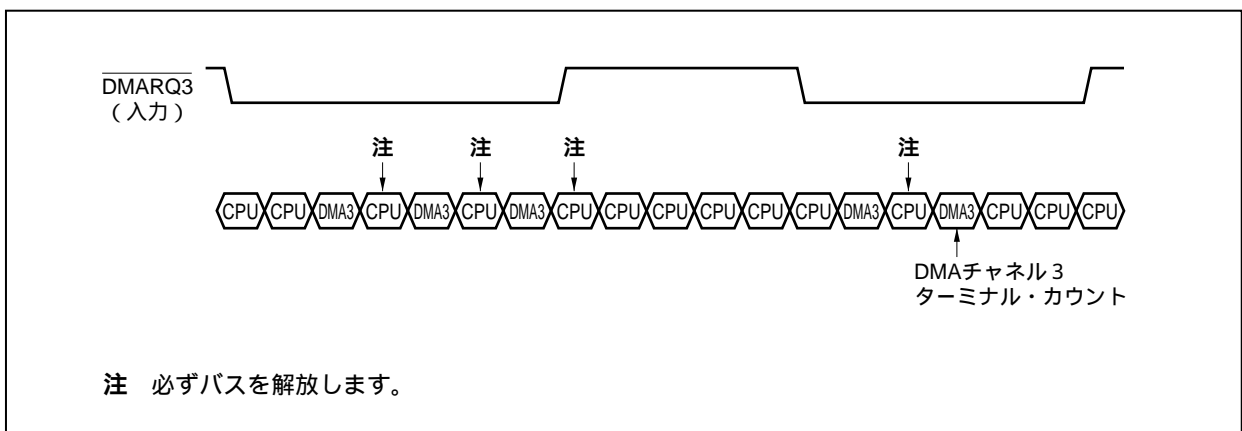 DMARQ3
（入力）
注 注 注 注
CPU CPU DMA3 CPU DMA3 CPU DMA3 CPU CPU CPU CPU CPU CPU DMA3 CPU DMA3 CPU CPU CPU
DMAチャネル3
ターミナル・カウント
注 必ずバスを解放します。